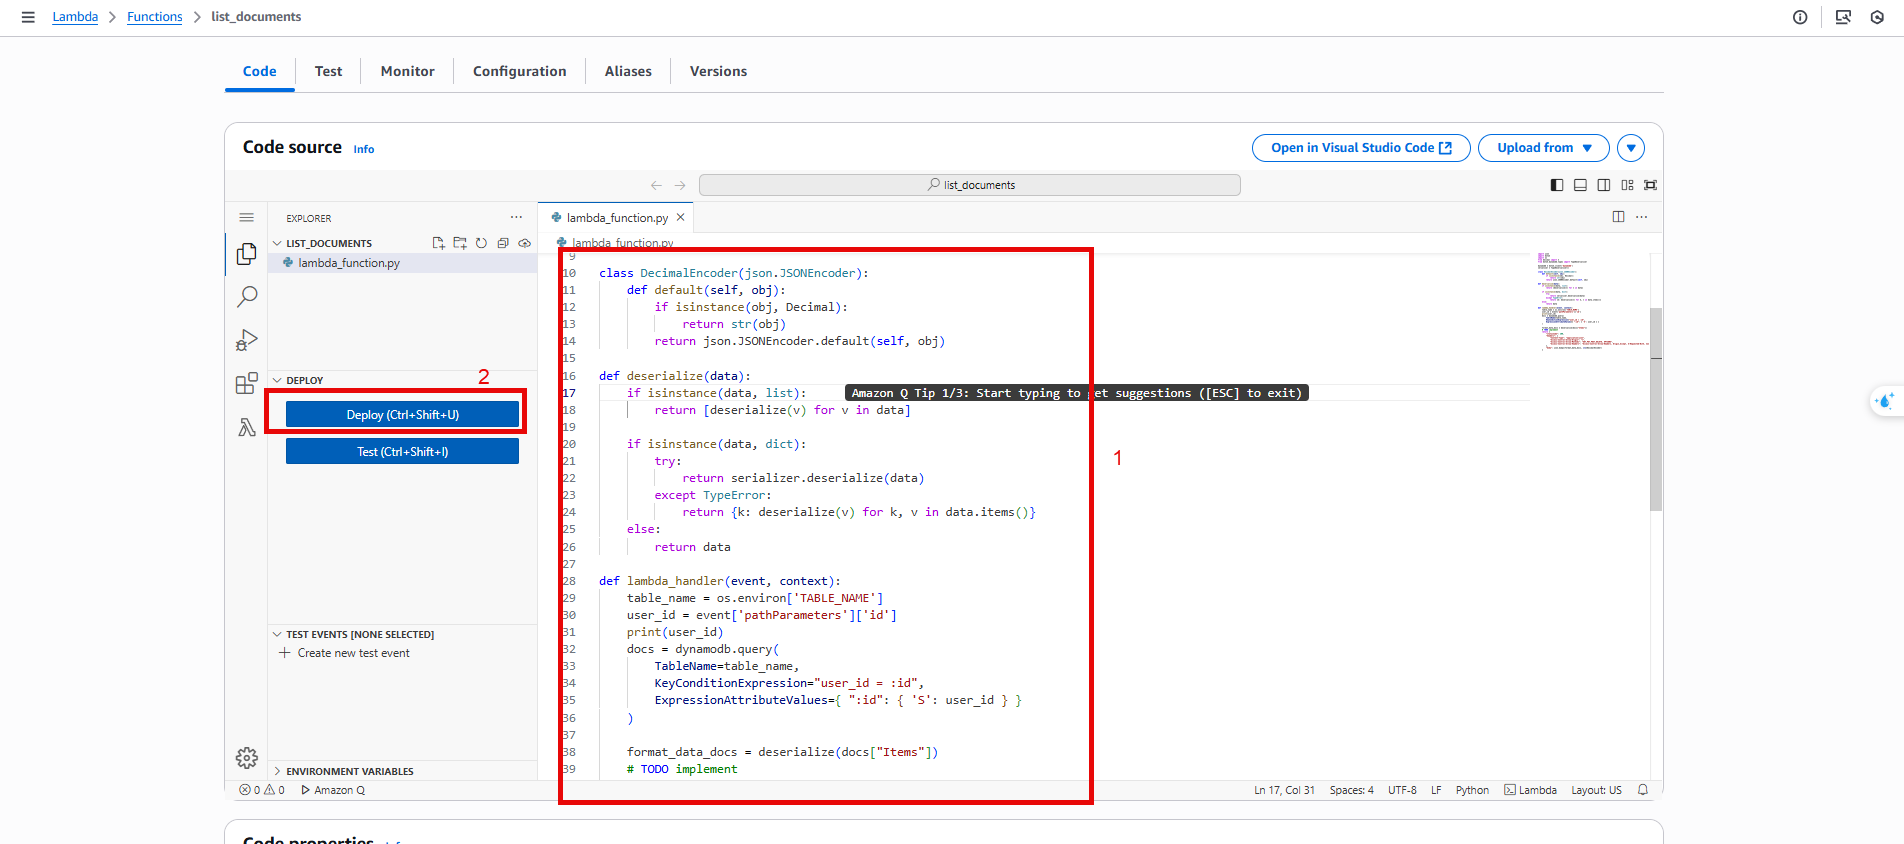 Lambda > Functions > list_documents
Code Test Monitor Configuration Aliases Versions
Code source Info
Open in Visual Studio Code Upload from
list_documents
EXPLORER
LIST_DOCUMENTS
lambda_function.py
DEPLOY
2
Deploy (Ctrl+Shift+U)
Test (Ctrl+Shift+I)
TEST EVENTS [NONE SELECTED]
Create new test event
ENVIRONMENT VARIABLES
lambda_function.py
lambda_function.py
9
10 class DecimalEncoder(json.JSONEncoder):
11 def default(self, obj):
12 if isinstance(obj, Decimal):
13 return str(obj)
14 return json.JSONEncoder.default(self, obj)
15
16 def deserialize(data):
17 if isinstance(data, list): Amazon Q Tip 1/3: Start typing to get suggestions ([ESC] to exit)
18 return [deserialize(v) for v in data]
19
20 if isinstance(data, dict):
21 try:
22 return serializer.deserialize(data)
23 except TypeError:
24 return {k: deserialize(v) for k, v in data.items()}
25 else:
26 return data
27
28 def lambda_handler(event, context):
29 table_name = os.environ['TABLE_NAME']
30 user_id = event['pathParameters']['id']
31 print(user_id)
32 docs = dynamodb.query(
33 TableName=table_name,
34 KeyConditionExpression="user_id = :id",
35 ExpressionAttributeValues={ ":id": { 'S': user_id } }
36 )
37
38 format_data_docs = deserialize(docs["Items"])
39 # TODO implement
1
0 0 Amazon Q
Ln 17, Col 31 Spaces: 4 UTF-8 LF Python Lambda Layout: US
Code properties Info